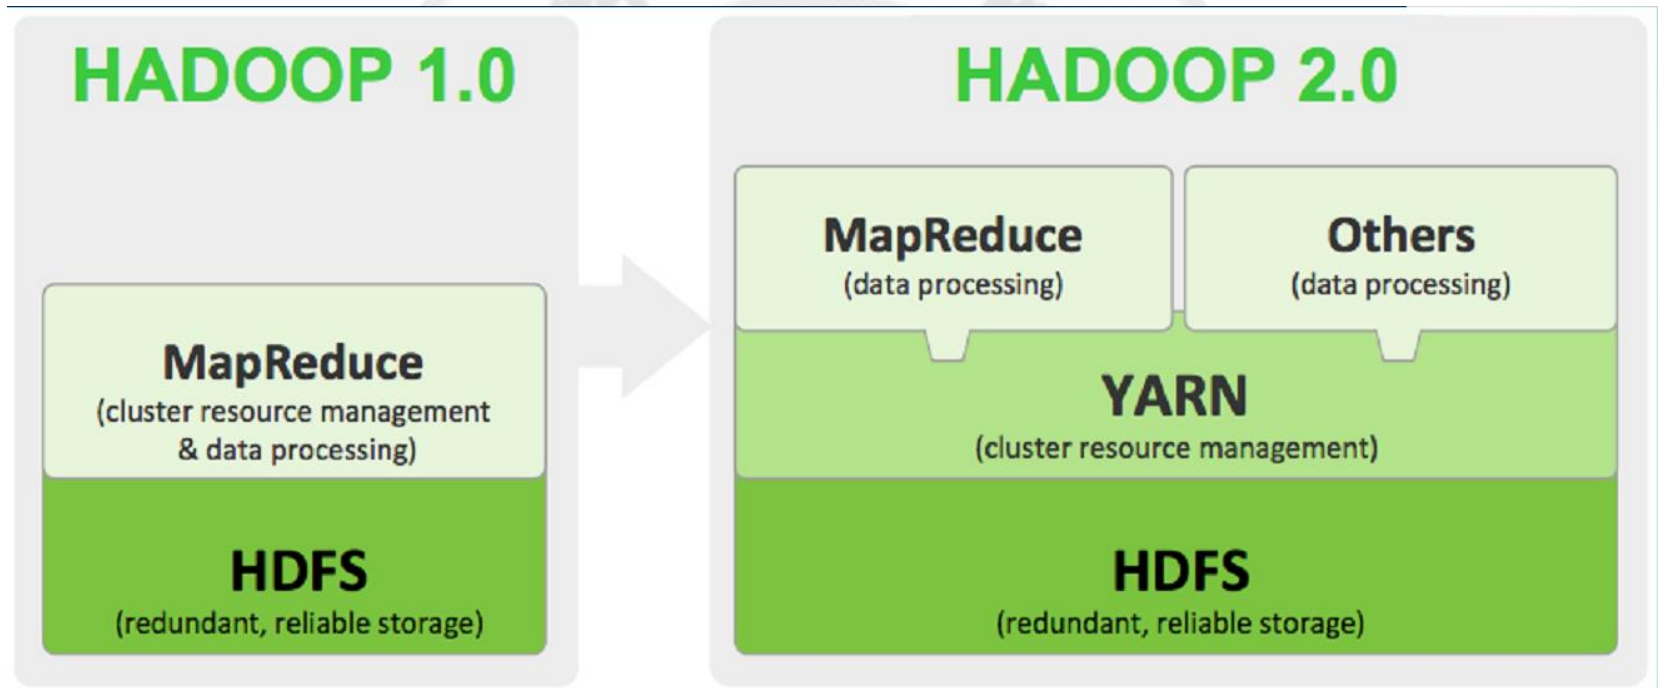 HADOOP 1.0
MapReduce
(cluster resource management
& data processing)
HDFS
(redundant, reliable storage)
HADOOP 2.0
MapReduce
(data processing)
Others
(data processing)
YARN
(cluster resource management)
HDFS
(redundant, reliable storage)